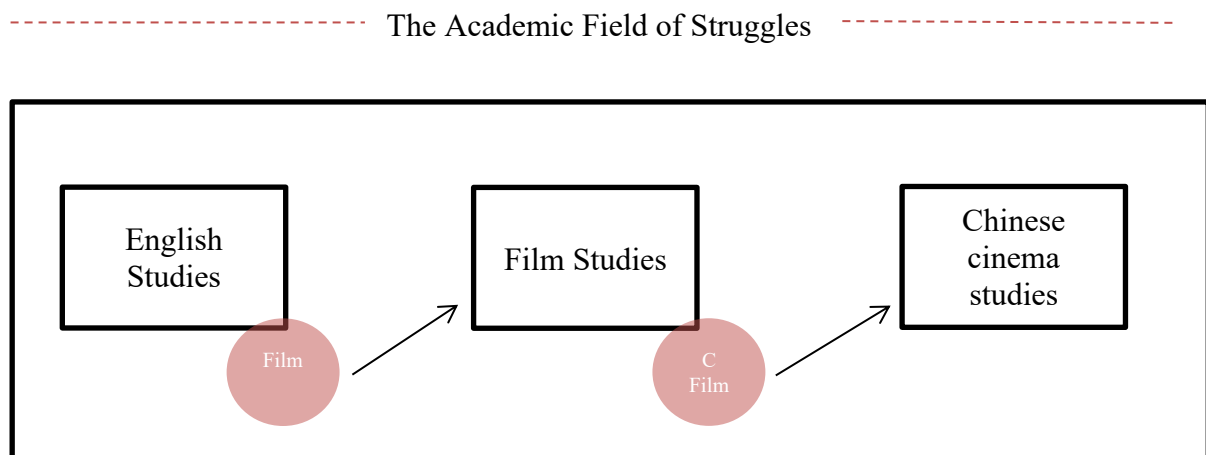 The Academic Field of Struggles
English
Studies
Film Studies
Chinese
cinema
studies
Film
C
Film